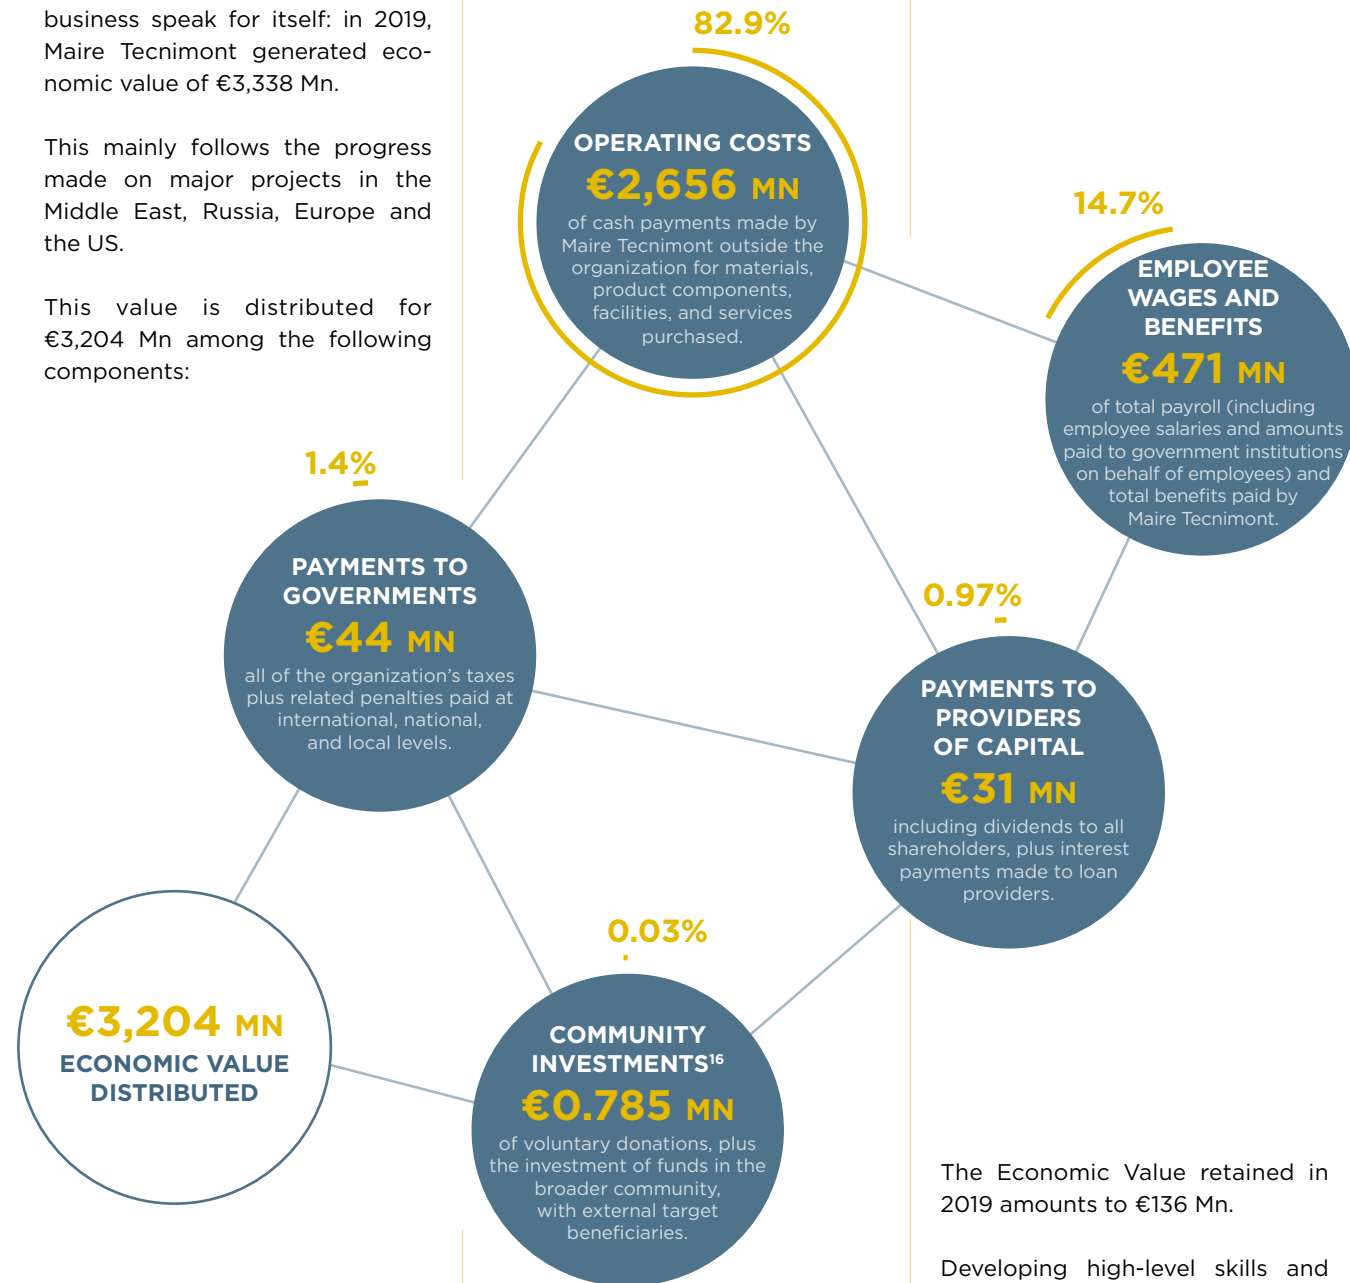 business speak for itself: in 2019,
Maire Tecnimont generated eco-
nomic value of €3,338 Mn.
This mainly follows the progress
made on major projects in the
Middle East, Russia, Europe and
the US.
This value is distributed for
€3,204 Mn among the following
components:
82.9%
OPERATING COSTS
€2,656 MN
of cash payments made by
Maire Tecnimont outside the
organization for materials,
product components,
facilities, and services
purchased.
14.7%
EMPLOYEE
WAGES AND
BENEFITS
€471 MN
of total payroll (including
employee salaries and amounts
paid to government institutions
on behalf of employees) and
total benefits paid by
Maire Tecnimont.
1.4%
PAYMENTS TO
GOVERNMENTS
€44 MN
all of the organization's taxes
plus related penalties paid at
international, national,
and local levels.
0.97%
PAYMENTS TO
PROVIDERS
OF CAPITAL
€31 MN
including dividends to all
shareholders, plus interest
payments made to loan
providers.
0.03%
COMMUNITY
INVESTMENTS¹⁶
€0.785 MN
of voluntary donations, plus
the investment of funds in the
broader community,
with external target
beneficiaries.
€3,204 MN
ECONOMIC VALUE
DISTRIBUTED
The Economic Value retained in
2019 amounts to €136 Mn.
Developing high-level skills and